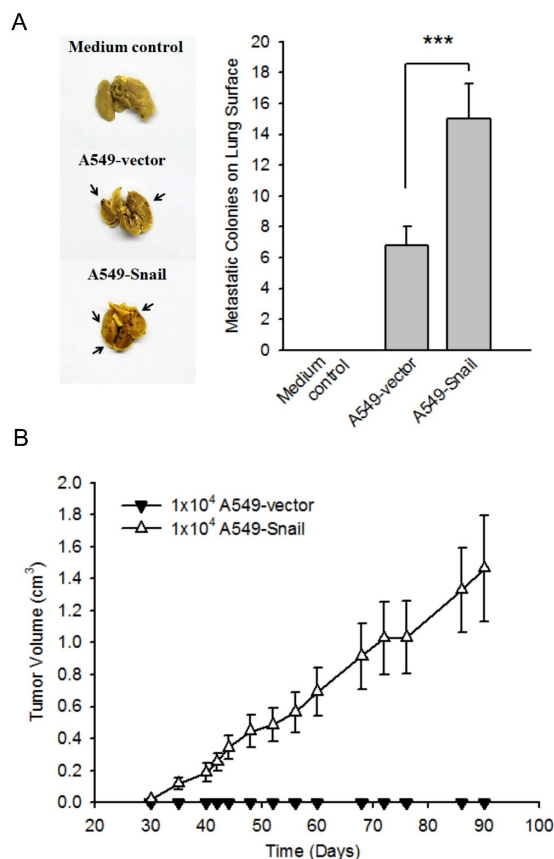 A
Medium control
A549-vector
A549-Snail
Metastatic Colonies on Lung Surface
20
18
16
14
12
10
8
6
4
2
0
***
Medium
control
A549-vector
A549-Snail
B
Tumor Volume (cm³)
2.0
1.8
1.6
1.4
1.2
1.0
0.8
0.6
0.4
0.2
0.0
1x10⁴ A549-vector
1x10⁴ A549-Snail
20 30 40 50 60 70 80 90 100
Time (Days)